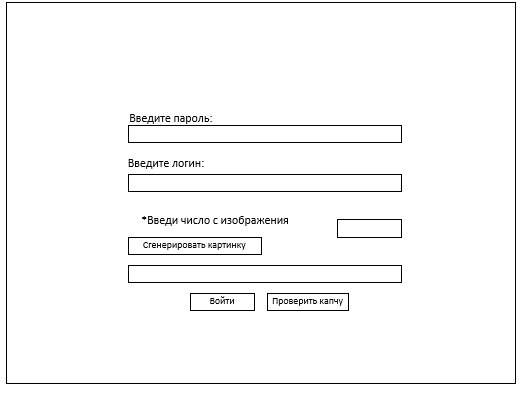 Введите пароль:
Введите логин:
*Введи число с изображения
Сгенерировать картинку
Войти
Проверить капчу